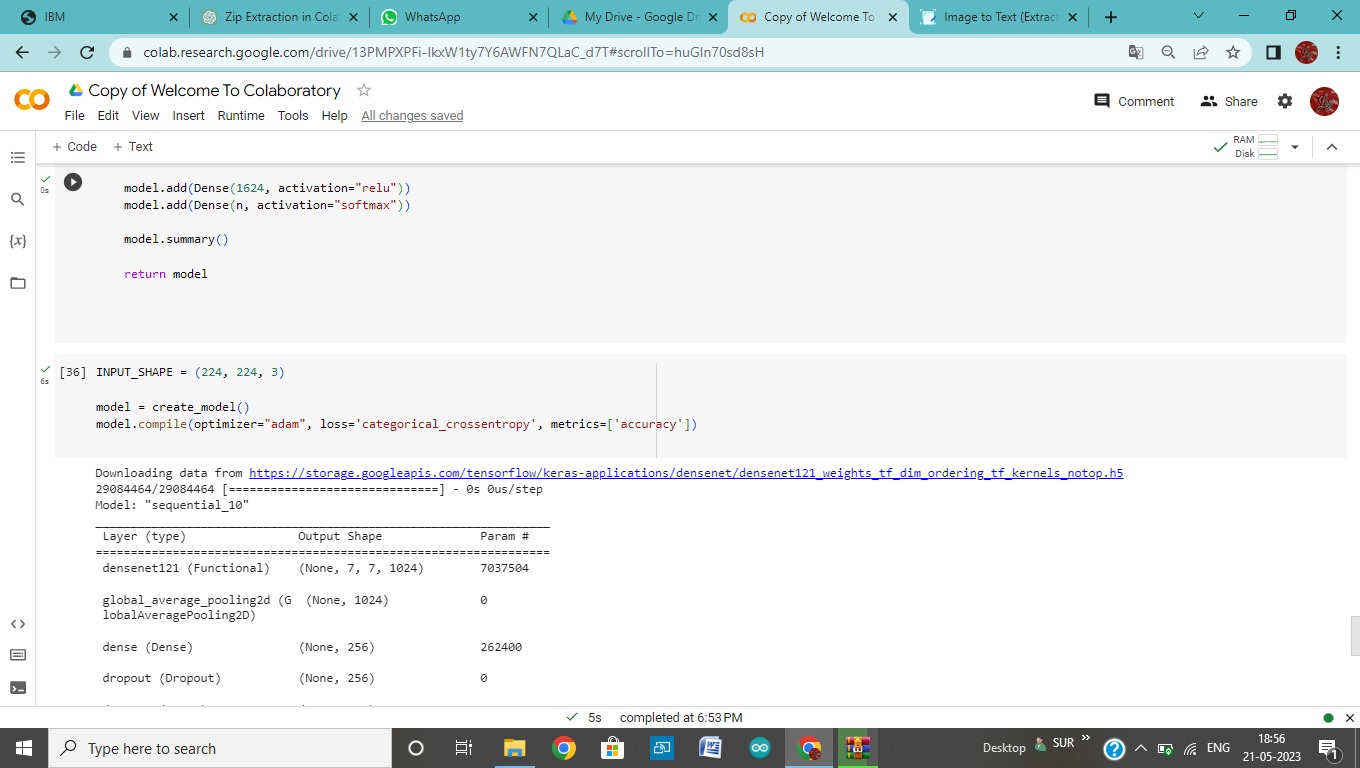 IBM
Zip Extraction in Cola
WhatsApp
My Drive - Google Dr
Copy of Welcome To
Image to Text (Extract
colab.research.google.com/drive/13PMPXPFi-IkxW1ty7Y6AWFN7QLaC_d7T#scrollTo=huGIn70sd8sH
Copy of Welcome To Colaboratory
File Edit View Insert Runtime Tools Help All changes saved
Comment Share
+ Code + Text
RAM
Disk
0s
model.add(Dense(1624, activation="relu"))
model.add(Dense(n, activation="softmax"))
model.summary()
return model
6s
[36] INPUT_SHAPE = (224, 224, 3)
model = create_model()
model.compile(optimizer="adam", loss='categorical_crossentropy', metrics=['accuracy'])
Downloading data from https://storage.googleapis.com/tensorflow/keras-applications/densenet/densenet121_weights_tf_dim_ordering_tf_kernels_notop.h5
29084464/29084464 [==============================] - 0s 0us/step
Model: "sequential_10"
_________________________________________________________________
Layer (type) Output Shape Param #
=================================================================
densenet121 (Functional) (None, 7, 7, 1024) 7037504
global_average_pooling2d (G (None, 1024) 0
lobalAveragePooling2D)
dense (Dense) (None, 256) 262400
dropout (Dropout) (None, 256) 0
5s completed at 6:53 PM
Type here to search
Desktop
SUR
ENG
18:56
21-05-2023
1